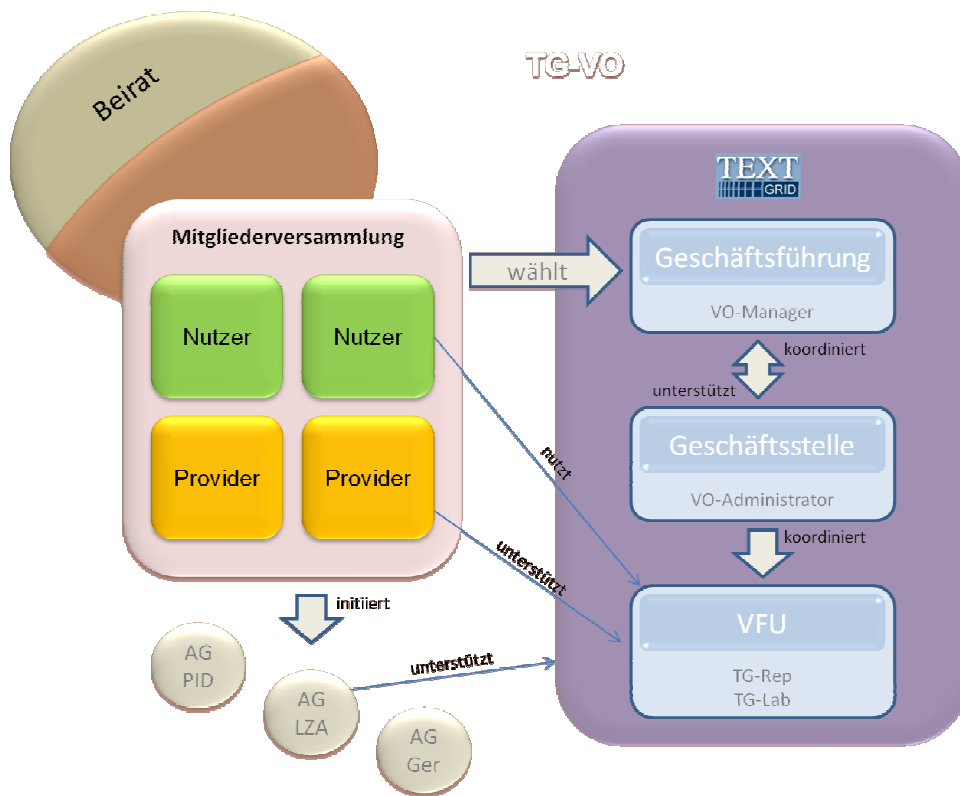 TG-VO
Beirat
TEXT
GRID
Mitgliederversammlung
Nutzer
Nutzer
Provider
Provider
wählt
Geschäftsführung
VO-Manager
koordiniert
unterstützt
Geschäftsstelle
VO-Administrator
koordiniert
nutzt
unterstützt
VFU
TG-Rep
TG-Lab
initiiert
unterstützt
AG
PID
AG
LZA
AG
Ger